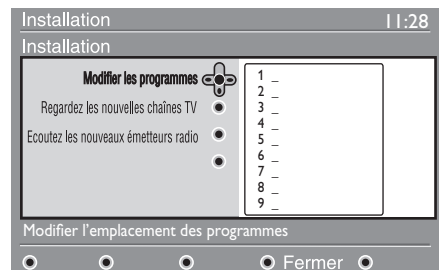 Installation 11:28
Installation
Modifier les programmes
Regardez les nouvelles chaînes TV
Ecoutez les nouveaux émetteurs radio
1 _
2 _
3 _
4 _
5 _
6 _
7 _
8 _
9 _
Modifier l'emplacement des programmes
Fermer